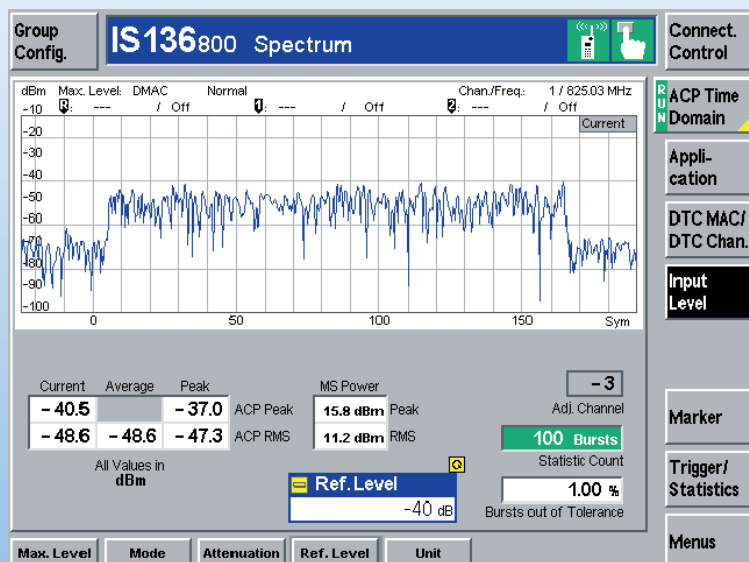 Group Config.
IS136800 Spectrum
Connect. Control
dBm Max. Level: DMAC Normal Chan./Freq.: 1 / 825.03 MHz
R: --- / Off 1: --- / Off 2: --- / Off
Current
-10
-20
-30
-40
-50
-60
-70
-80
-90
-100
0 50 100 150 Sym
RUN
ACP Time Domain
Appli-
cation
DTC MAC/
DTC Chan.
Input
Level
Marker
Trigger/
Statistics
Menus
Current Average Peak
-40.5 -37.0 ACP Peak
-48.6 -48.6 -47.3 ACP RMS
All Values in
dBm
MS Power
15.8 dBm Peak
11.2 dBm RMS
-3
Adj. Channel
100 Bursts
Statistic Count
1.00 %
Bursts out of Tolerance
Q
Ref. Level
-40 dB
Max. Level Mode Attenuation Ref. Level Unit